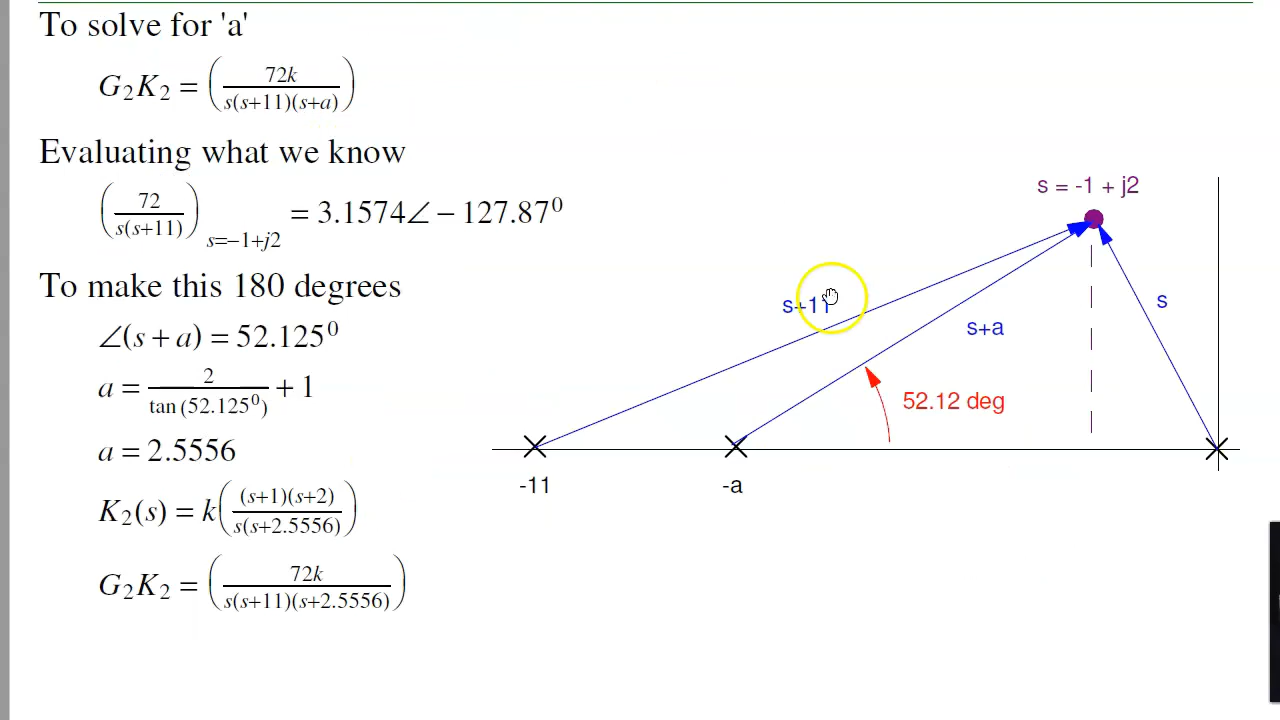 To solve for 'a'
G₂K₂ = (72k / s(s+11)(s+a))
Evaluating what we know
(72 / s(s+11)) s=−1+j2 = 3.1574∠ − 127.87⁰
To make this 180 degrees
∠(s + a) = 52.125⁰
a = 2 / tan (52.125⁰) + 1
a = 2.5556
K₂(s) = k((s+1)(s+2) / s(s+2.5556))
G₂K₂ = (72k / s(s+11)(s+2.5556))
s = -1 + j2
s+11
s
s+a
52.12 deg
-11
-a